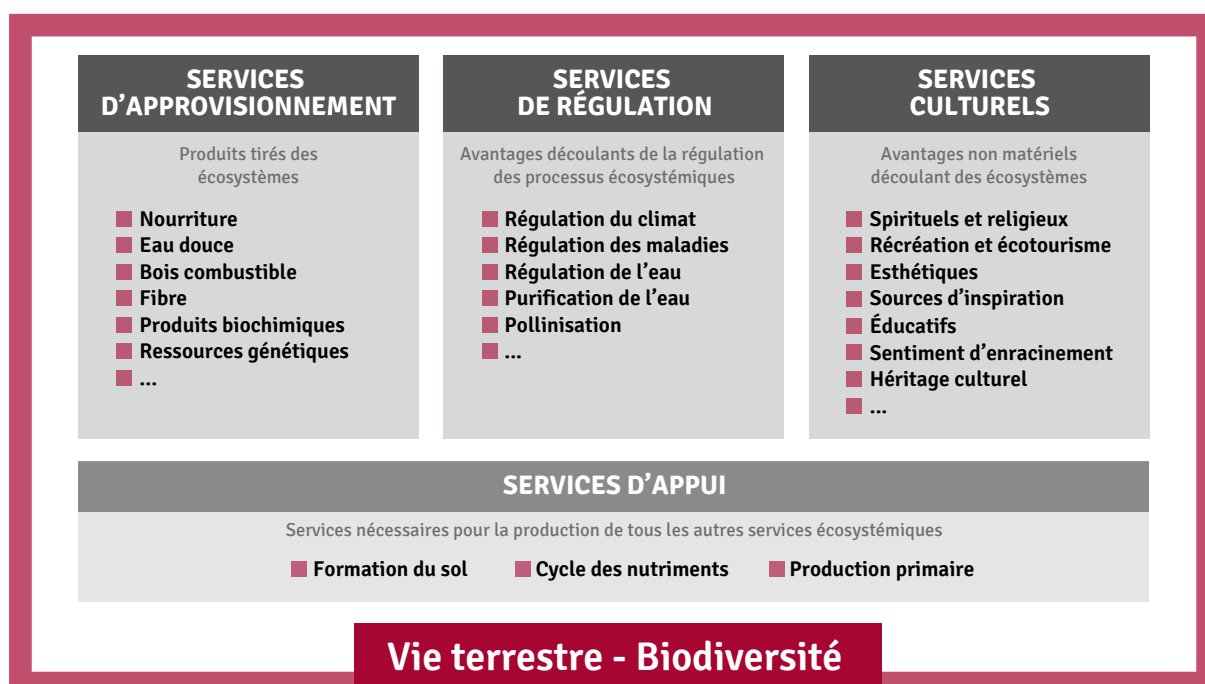 SERVICES
D’APPROVISIONNEMENT
Produits tirés des
écosystèmes
Nourriture
Eau douce
Bois combustible
Fibre
Produits biochimiques
Ressources génétiques
...
SERVICES
DE RÉGULATION
Avantages découlants de la régulation
des processus écosystémiques
Régulation du climat
Régulation des maladies
Régulation de l’eau
Purification de l’eau
Pollinisation
...
SERVICES
CULTURELS
Avantages non matériels
découlant des écosystèmes
Spirituels et religieux
Récréation et écotourisme
Esthétiques
Sources d’inspiration
Éducatifs
Sentiment d’enracinement
Héritage culturel
...
SERVICES D’APPUI
Services nécessaires pour la production de tous les autres services écosystémiques
Formation du sol Cycle des nutriments Production primaire
Vie terrestre - Biodiversité